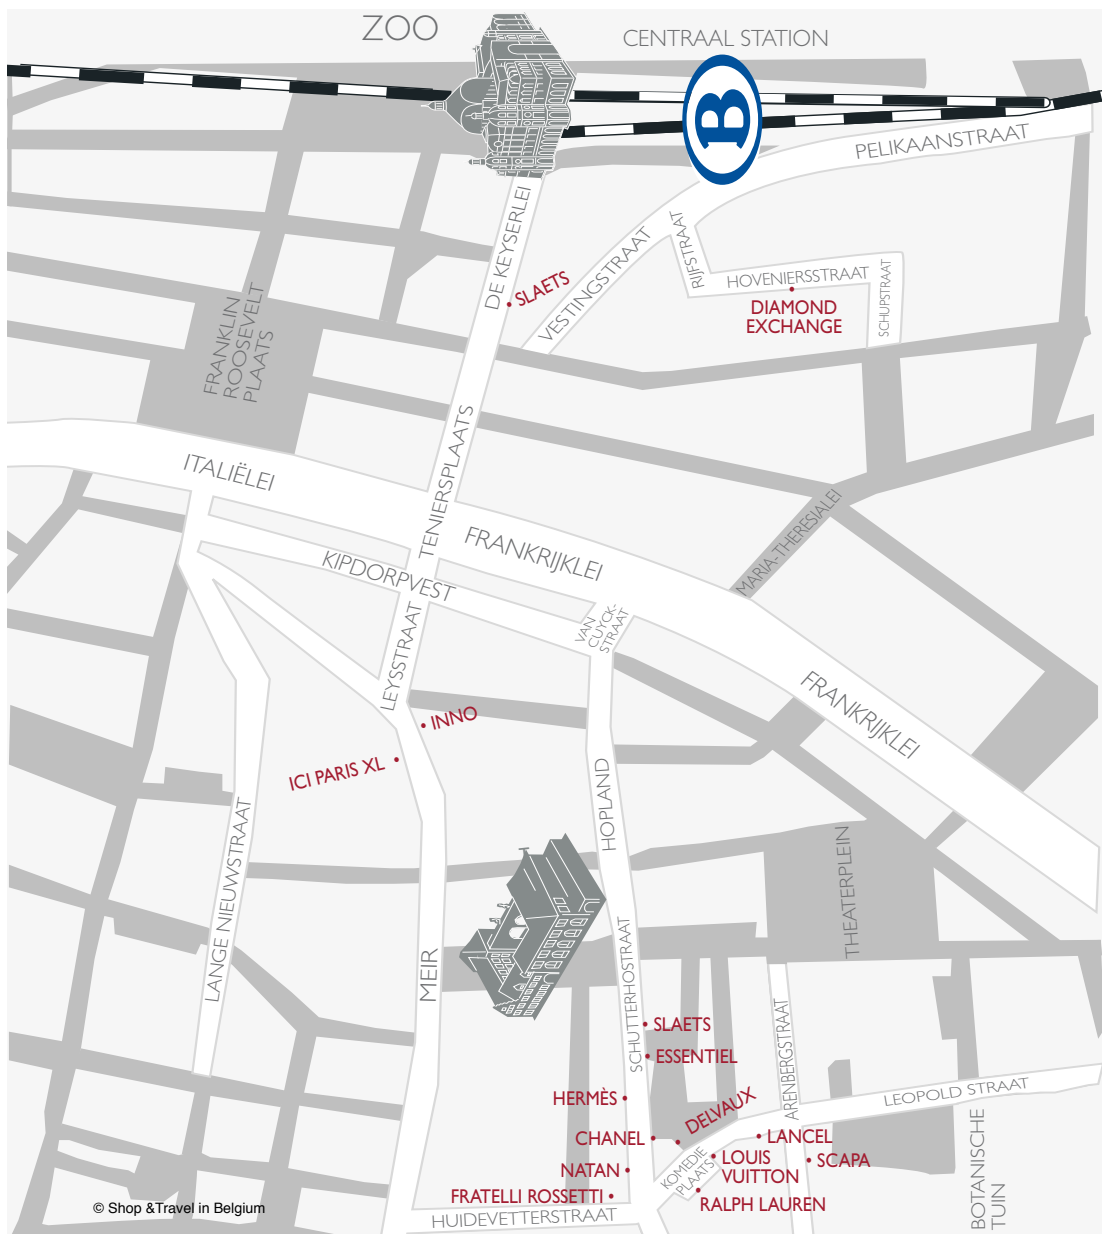 ZOO
CENTRAAL STATION
B
PELIKAANSTRAAT
DE KEYSERLEI
SLAETS
VESTINGSTRAAT
RIJFSTRAAT
HOVENIERSSTRAAT
SCHUPSTRAAT
DIAMOND
EXCHANGE
FRANKLIN
ROOSEVELT
PLAATS
ITALIËLEI
TENIERSPLAATS
FRANKRIJKLEI
MARIA-THERESIALEI
KIPDORPVEST
VAN
CUYCK-
STRAAT
LEYSSTRAAT
FRANKRIJKLEI
INNO
ICI PARIS XL
HOPLAND
LANGE NIEUWSTRAAT
THEATERPLEIN
MEIR
SCHUTTERHOSTRAAT
SLAETS
ESSENTIEL
ARENBERGSTRAAT
LEOPOLD STRAAT
HERMÈS
DELVAUX
CHANEL
LANCEL
KOMEDIE
PLAATS
LOUIS
VUITTON
SCAPA
NATAN
FRATELLI ROSSETTI
RALPH LAUREN
BOTANISCHE
TUIN
HUIDEVETTERSTRAAT
© Shop &Travel in Belgium